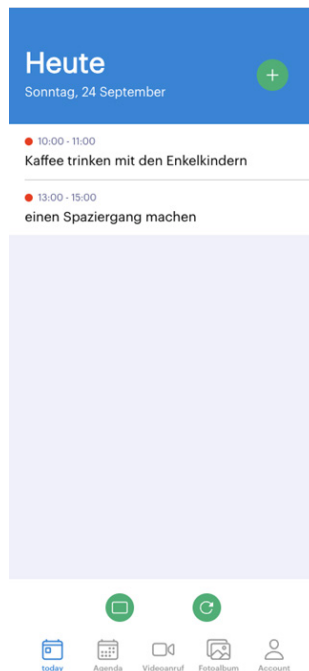 Heute
Sonntag, 24 September
10:00 - 11:00
Kaffee trinken mit den Enkelkindern
13:00 - 15:00
einen Spaziergang machen
today
Agenda
Videoanruf
Fotoalbum
Account